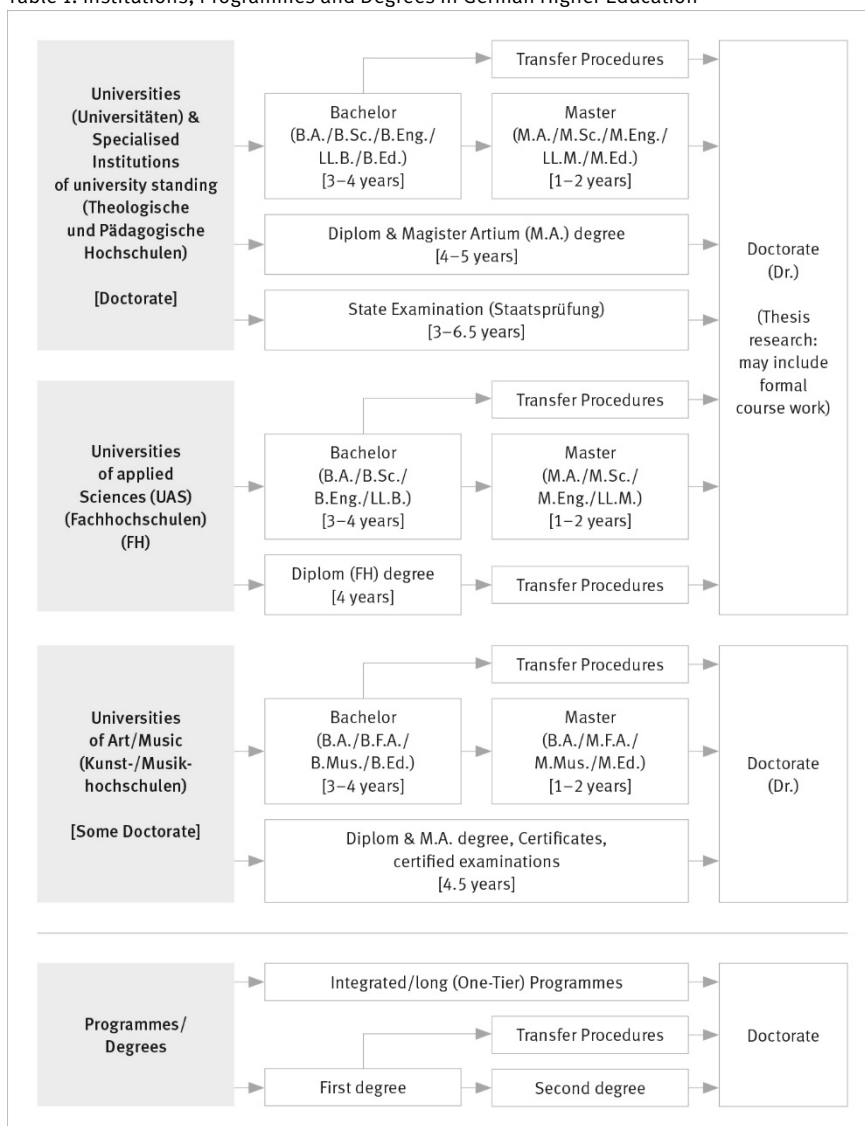 Table 1: Institutions, Programmes and Degrees in German Higher Education
Universities
(Universitäten) &
Specialised
Institutions
of university standing
(Theologische
und Pädagogische
Hochschulen)
[Doctorate]
Transfer Procedures
Bachelor
(B.A./B.Sc./B.Eng./
LL.B./B.Ed.)
[3–4 years]
Master
(M.A./M.Sc./M.Eng./
LL.M./M.Ed.)
[1–2 years]
Diplom & Magister Artium (M.A.) degree
[4–5 years]
State Examination (Staatsprüfung)
[3–6.5 years]
Doctorate
(Dr.)
(Thesis
research:
may include
formal
course work)
Universities
of applied
Sciences (UAS)
(Fachhochschulen)
(FH)
Transfer Procedures
Bachelor
(B.A./B.Sc./
B.Eng./LL.B.)
[3–4 years]
Master
(M.A./M.Sc./
M.Eng./LL.M.)
[1–2 years]
Diplom (FH) degree
[4 years]
Transfer Procedures
Universities
of Art/Music
(Kunst-/Musik-
hochschulen)
[Some Doctorate]
Transfer Procedures
Bachelor
(B.A./B.F.A./
B.Mus./B.Ed.)
[3–4 years]
Master
(B.A./M.F.A./
M.Mus./M.Ed.)
[1–2 years]
Diplom & M.A. degree, Certificates,
certified examinations
[4.5 years]
Doctorate
(Dr.)
Programmes/
Degrees
Integrated/long (One-Tier) Programmes
Transfer Procedures
First degree
Second degree
Doctorate